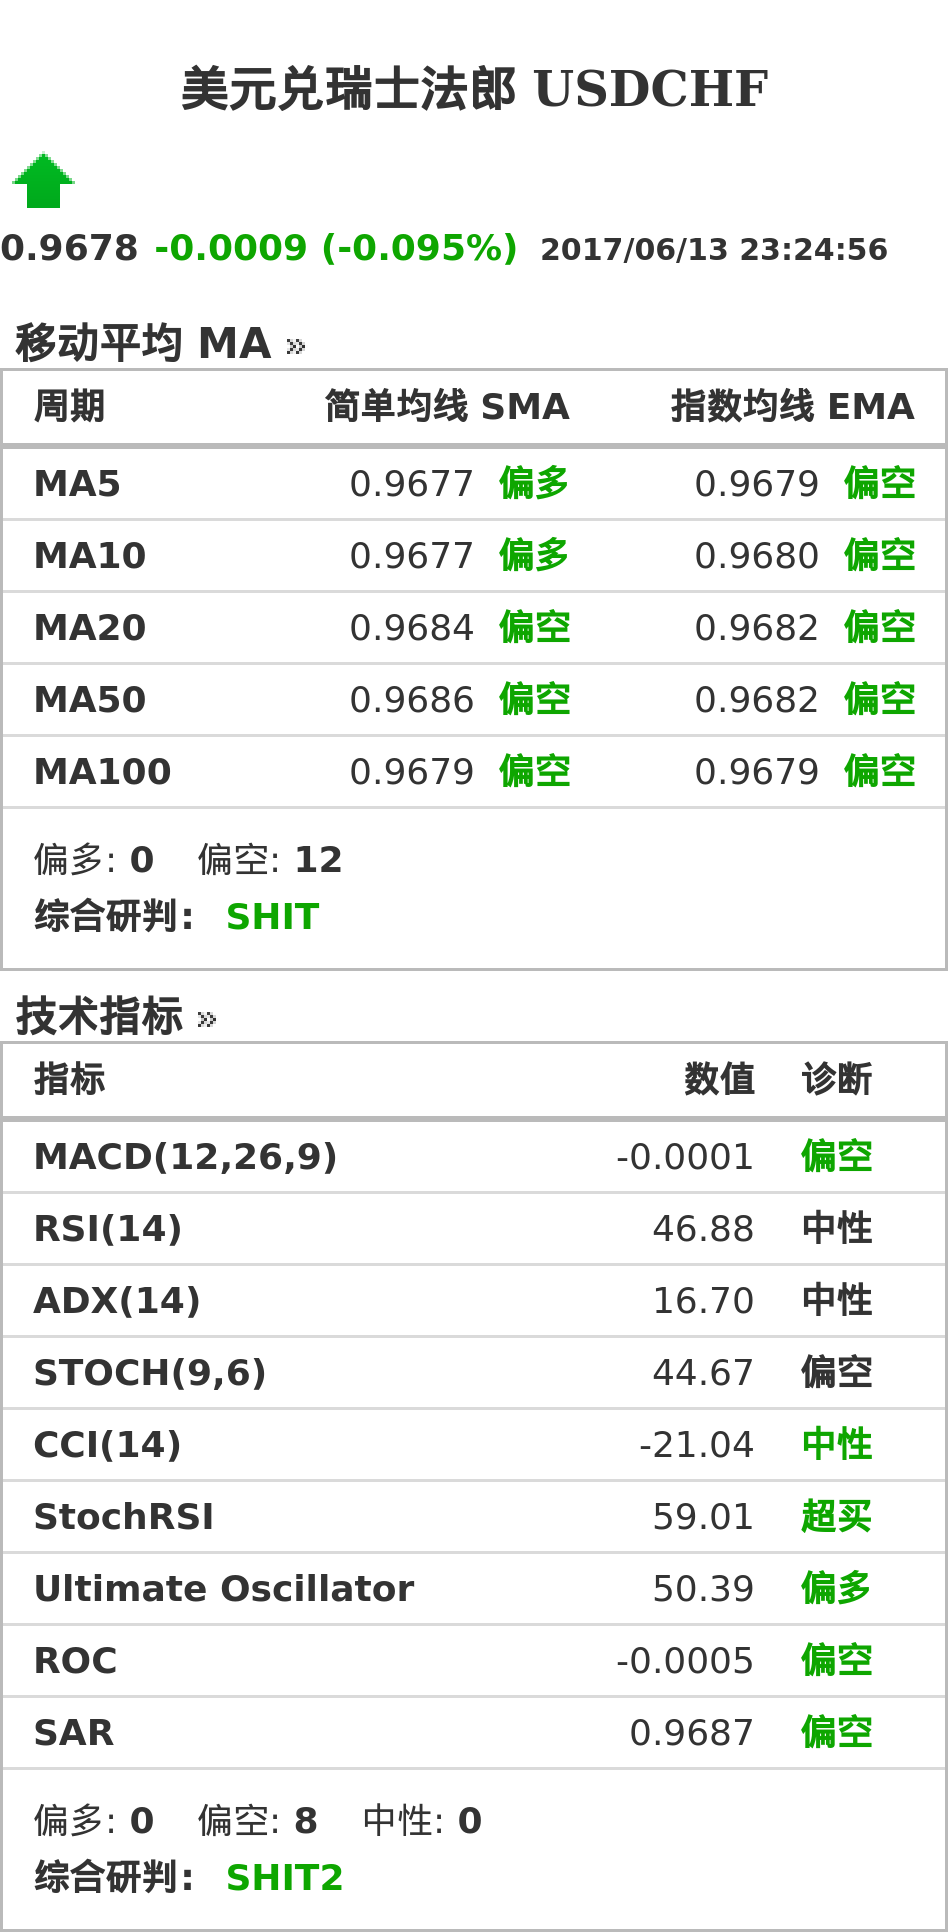 美元兑瑞士法郎 USDCHF
0.9678 -0.0009 (-0.095%) 2017/06/13 23:24:56
移动平均 MA »
周期 简单均线 SMA 指数均线 EMA
MA5 0.9677 偏多 0.9679 偏空
MA10 0.9677 偏多 0.9680 偏空
MA20 0.9684 偏空 0.9682 偏空
MA50 0.9686 偏空 0.9682 偏空
MA100 0.9679 偏空 0.9679 偏空
偏多: 0 偏空: 12
综合研判: SHIT
技术指标 »
指标 数值 诊断
MACD(12,26,9) -0.0001 偏空
RSI(14) 46.88 中性
ADX(14) 16.70 中性
STOCH(9,6) 44.67 偏空
CCI(14) -21.04 中性
StochRSI 59.01 超买
Ultimate Oscillator 50.39 偏多
ROC -0.0005 偏空
SAR 0.9687 偏空
偏多: 0 偏空: 8 中性: 0
综合研判: SHIT2